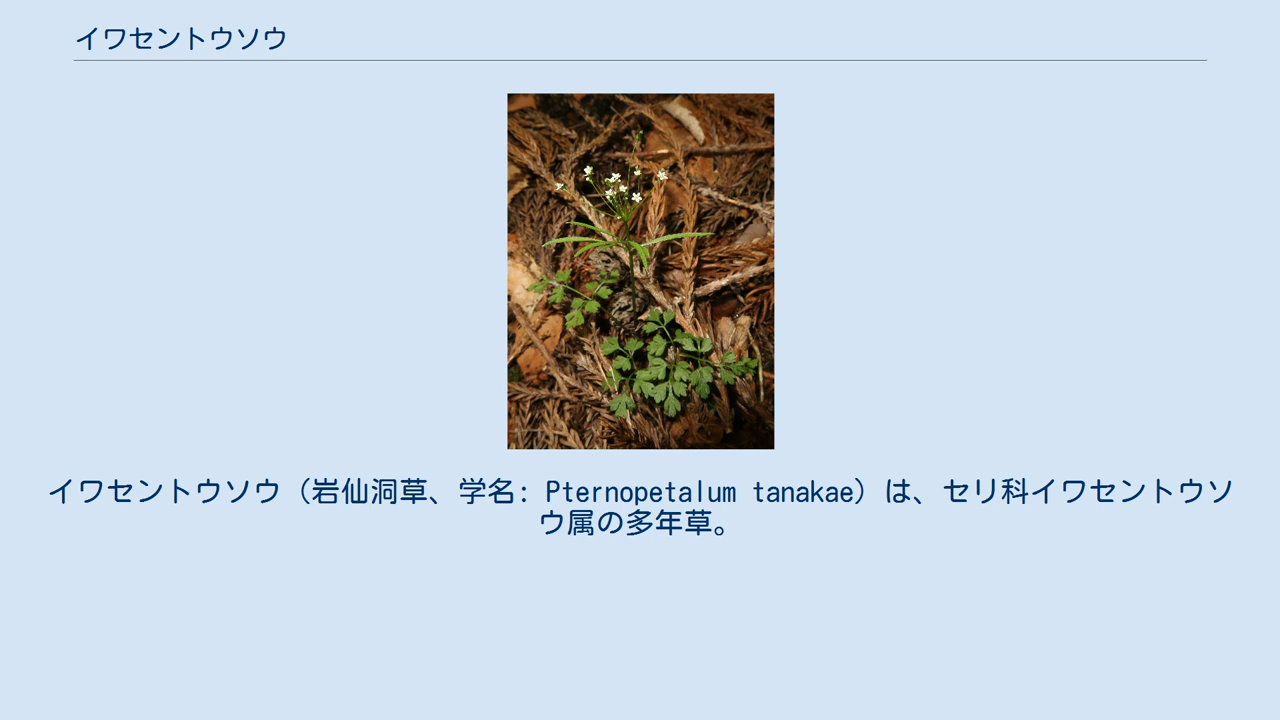 イワセントウソウ
イワセントウソウ（岩仙洞草、学名: Pternopetalum tanakae）は、セリ科イワセントウソ
ウ属の多年草。